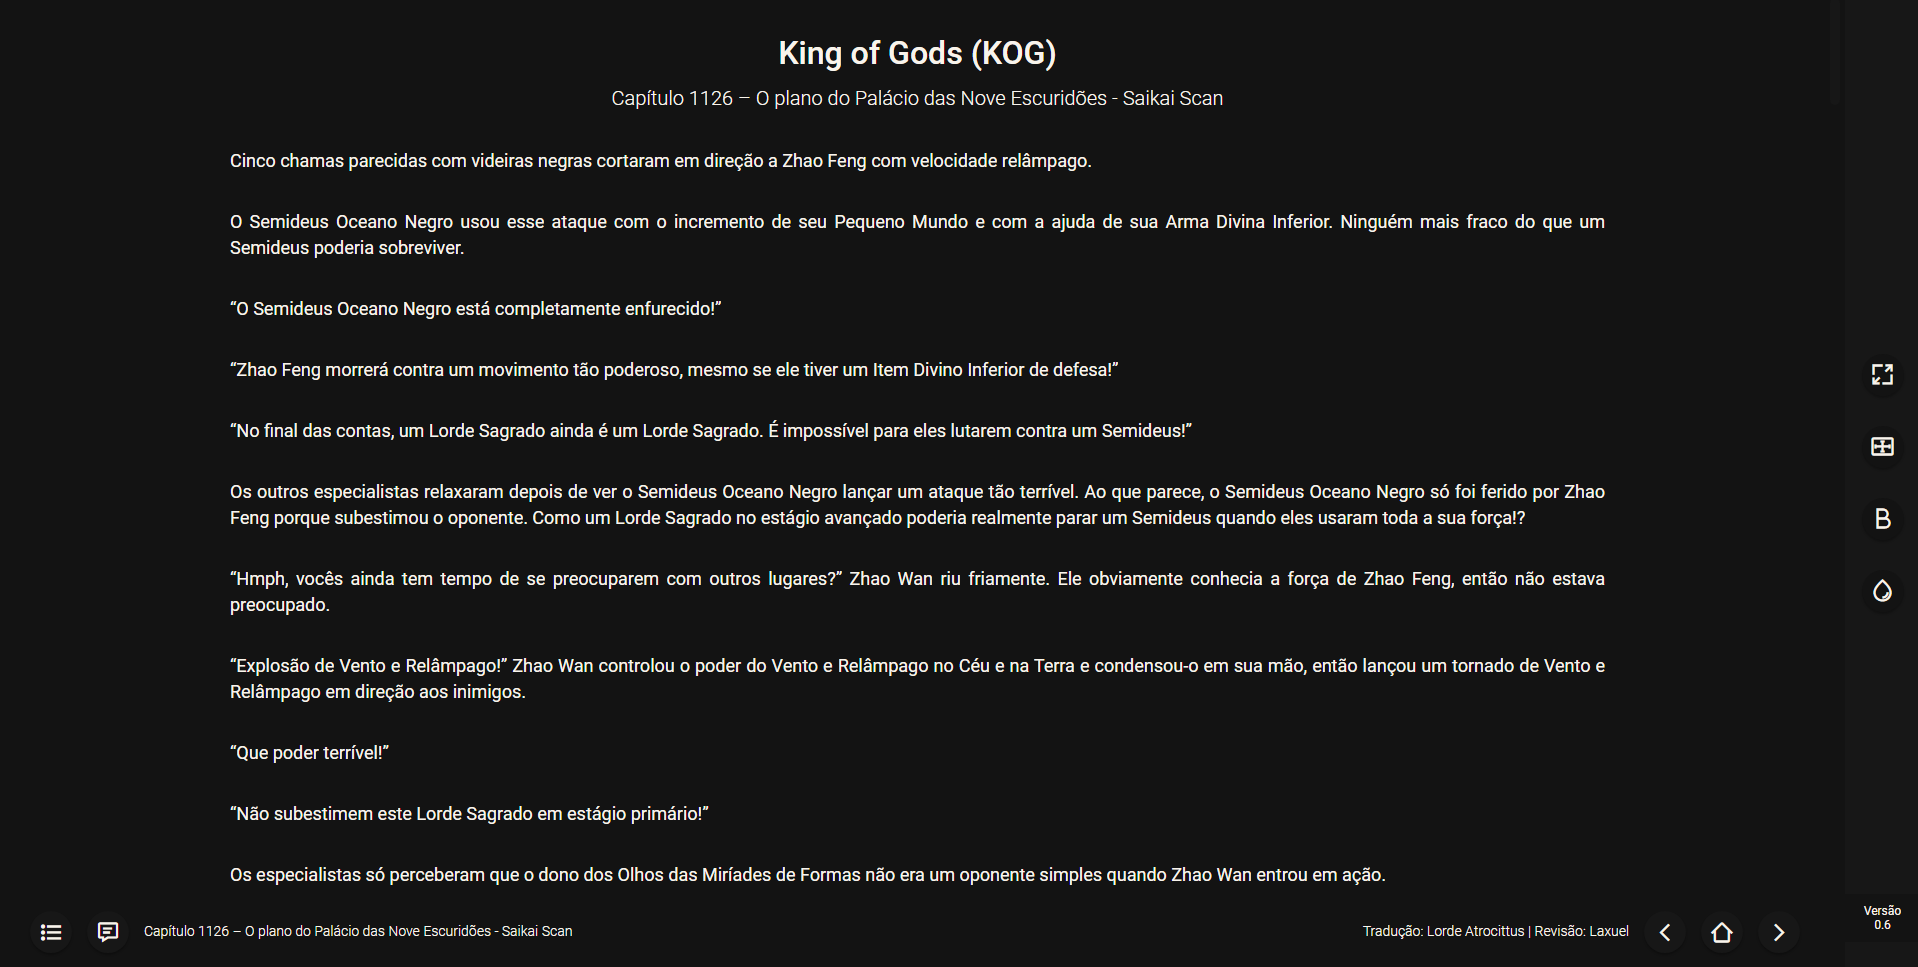 King of Gods (KOG)
Capítulo 1126 – O plano do Palácio das Nove Escuridões - Saikai Scan
Cinco chamas parecidas com videiras negras cortaram em direção a Zhao Feng com velocidade relâmpago.
O Semideus Oceano Negro usou esse ataque com o incremento de seu Pequeno Mundo e com a ajuda de sua Arma Divina Inferior. Ninguém mais fraco do que um
Semideus poderia sobreviver.
“O Semideus Oceano Negro está completamente enfurecido!”
“Zhao Feng morrerá contra um movimento tão poderoso, mesmo se ele tiver um Item Divino Inferior de defesa!”
“No final das contas, um Lorde Sagrado ainda é um Lorde Sagrado. É impossível para eles lutarem contra um Semideus!”
Os outros especialistas relaxaram depois de ver o Semideus Oceano Negro lançar um ataque tão terrível. Ao que parece, o Semideus Oceano Negro só foi ferido por Zhao
Feng porque subestimou o oponente. Como um Lorde Sagrado no estágio avançado poderia realmente parar um Semideus quando eles usaram toda a sua força!?
“Hmph, vocês ainda tem tempo de se preocuparem com outros lugares?” Zhao Wan riu friamente. Ele obviamente conhecia a força de Zhao Feng, então não estava
preocupado.
“Explosão de Vento e Relâmpago!” Zhao Wan controlou o poder do Vento e Relâmpago no Céu e na Terra e condensou-o em sua mão, então lançou um tornado de Vento e
Relâmpago em direção aos inimigos.
“Que poder terrível!”
“Não subestimem este Lorde Sagrado em estágio primário!”
Os especialistas só perceberam que o dono dos Olhos das Miríades de Formas não era um oponente simples quando Zhao Wan entrou em ação.
B
Capítulo 1126 – O plano do Palácio das Nove Escuridões - Saikai Scan
Tradução: Lorde Atrocittus | Revisão: Laxuel
Versão
0.6